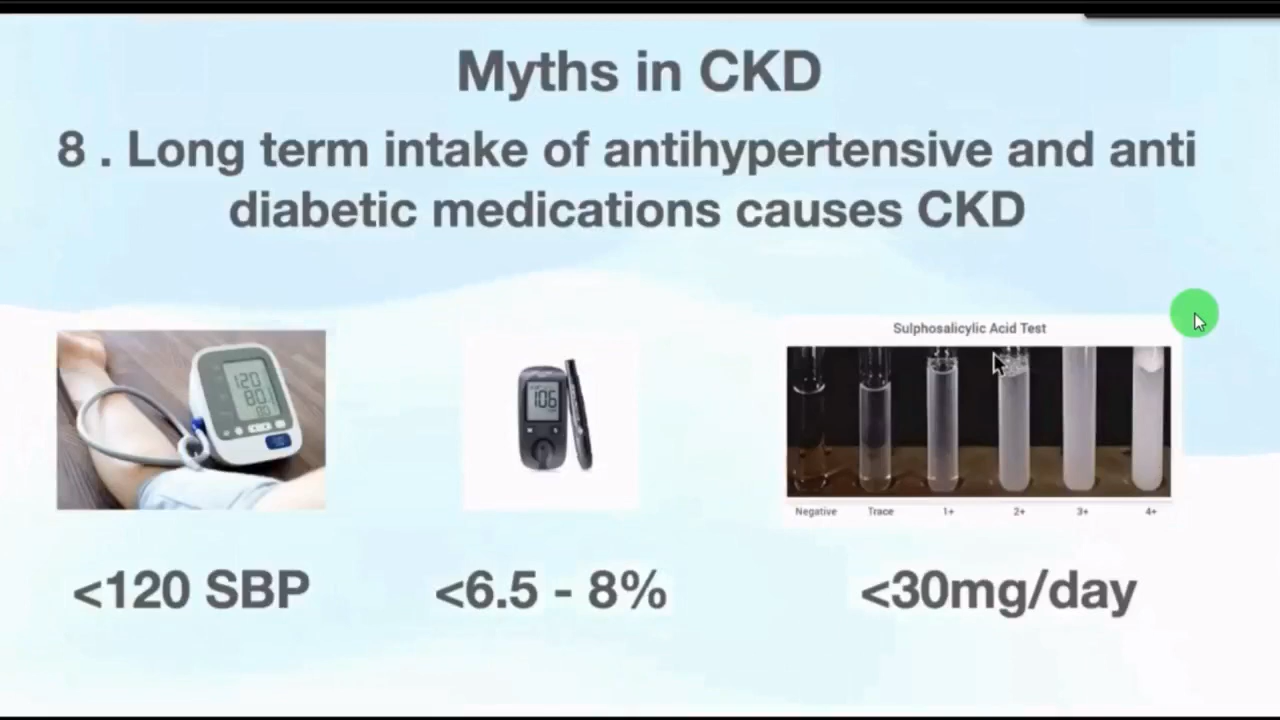 Myths in CKD
8 . Long term intake of antihypertensive and anti
diabetic medications causes CKD
120
80
106
Sulphosalicylic Acid Test
Negative Trace 1+ 2+ 3+ 4+
<120 SBP <6.5 - 8% <30mg/day